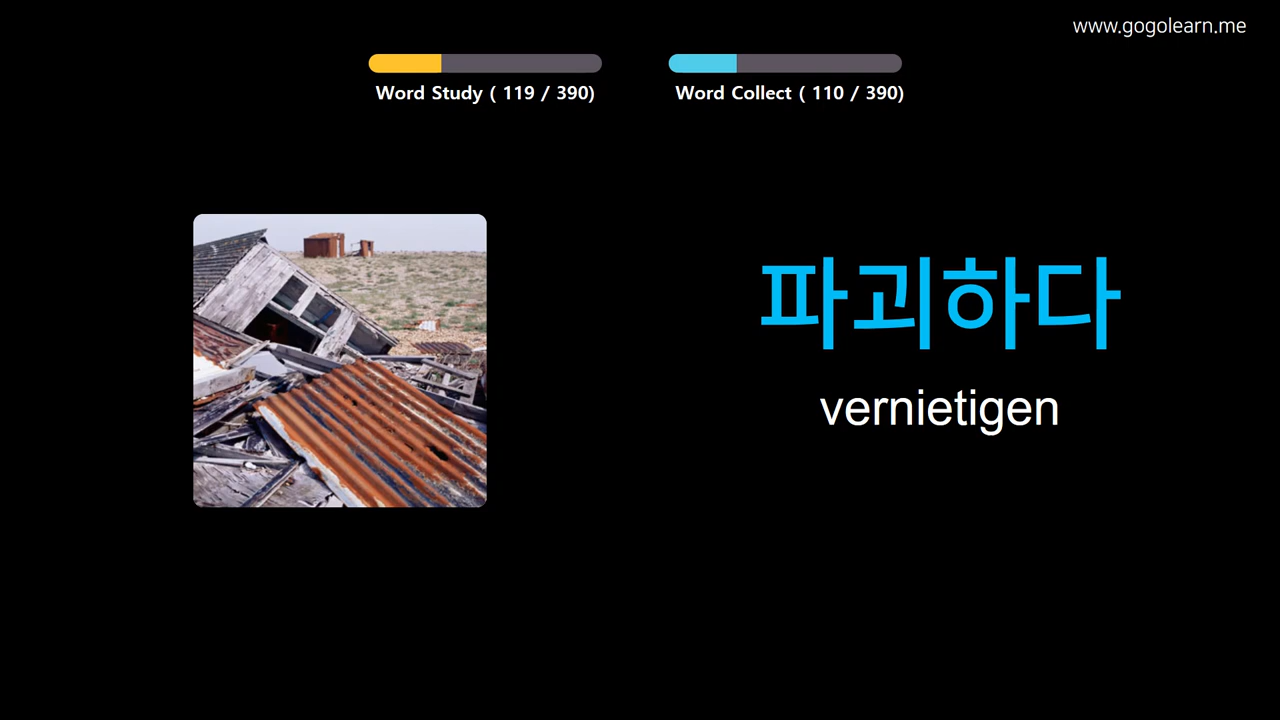 www.gogolearn.me
Word Study ( 119 / 390)
Word Collect ( 110 / 390)
파괴하다
vernietigen